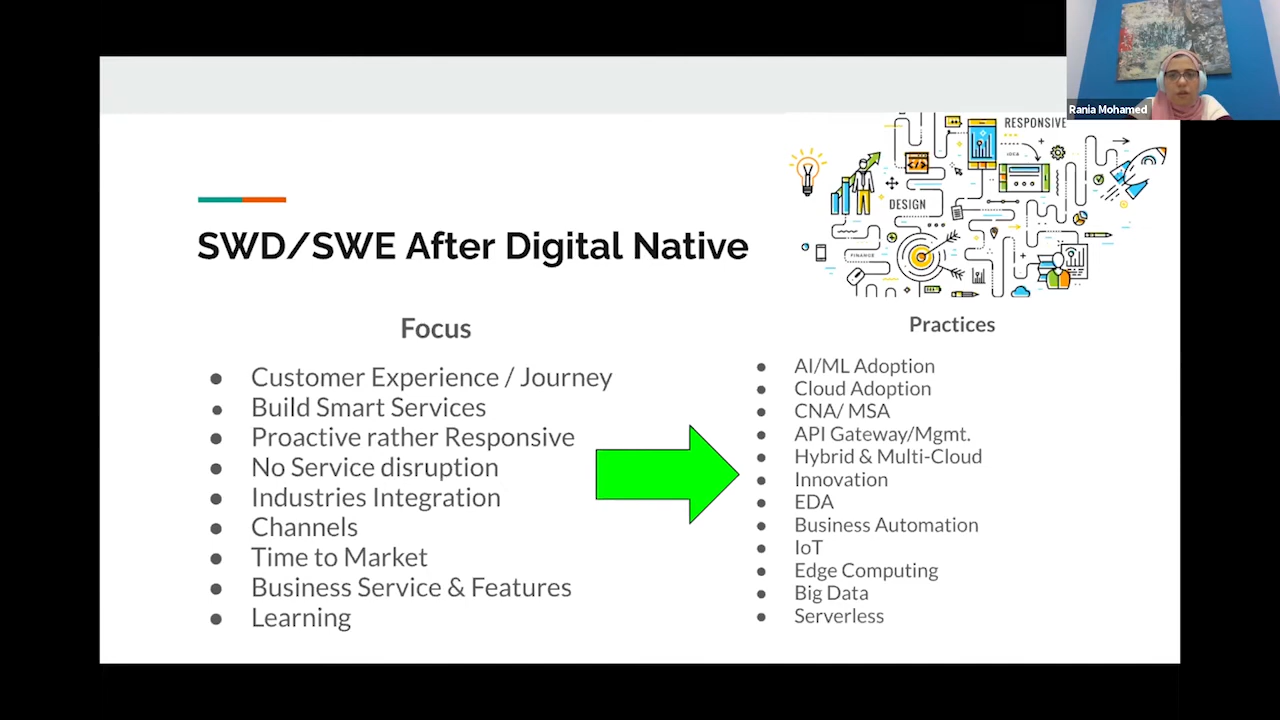 Rania Mohamed
RESPONSIVE
IDEA
DESIGN
FINANCE
SWD/SWE After Digital Native
Focus
● Customer Experience / Journey
● Build Smart Services
● Proactive rather Responsive
● No Service disruption
● Industries Integration
● Channels
● Time to Market
● Business Service & Features
● Learning
Practices
● AI/ML Adoption
● Cloud Adoption
● CNA/ MSA
● API Gateway/Mgmt.
● Hybrid & Multi-Cloud
● Innovation
● EDA
● Business Automation
● IoT
● Edge Computing
● Big Data
● Serverless